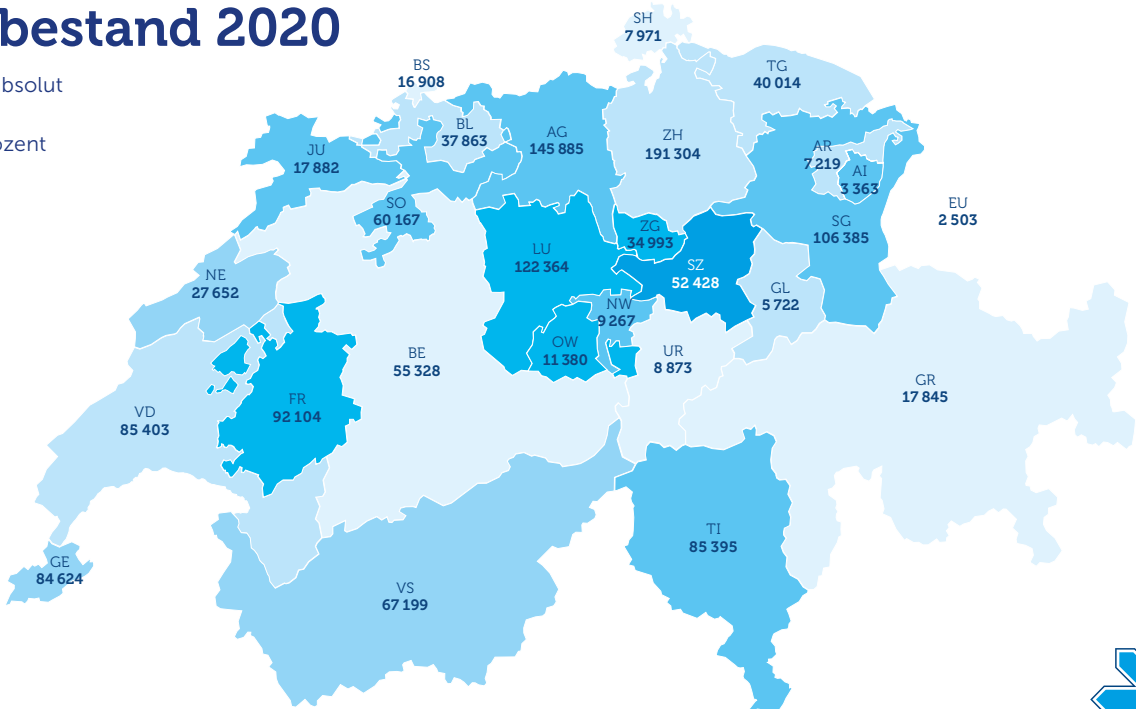 bestand 2020
bsolut
ozent
SH
7 971
BS
16 908
TG
40 014
BL
37 863
AG
145 885
ZH
191 304
JU
17 882
AR
7 219
AI
3 363
SO
60 167
EU
2 503
SG
106 385
ZG
34 993
LU
122 364
SZ
52 428
NE
27 652
GL
5 722
NW
9 267
OW
11 380
UR
8 873
BE
55 328
GR
17 845
FR
92 104
VD
85 403
TI
85 395
GE
84 624
VS
67 199